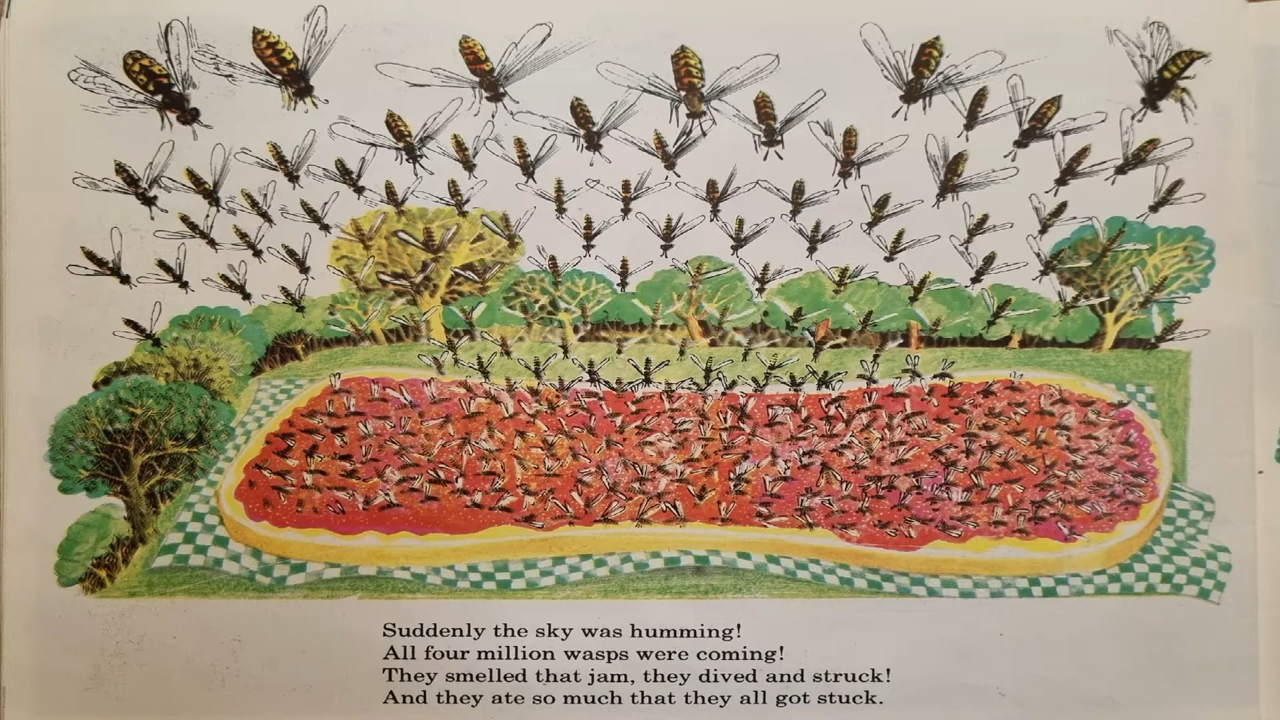 Suddenly the sky was humming!
All four million wasps were coming!
They smelled that jam, they dived and struck!
And they ate so much that they all got stuck.